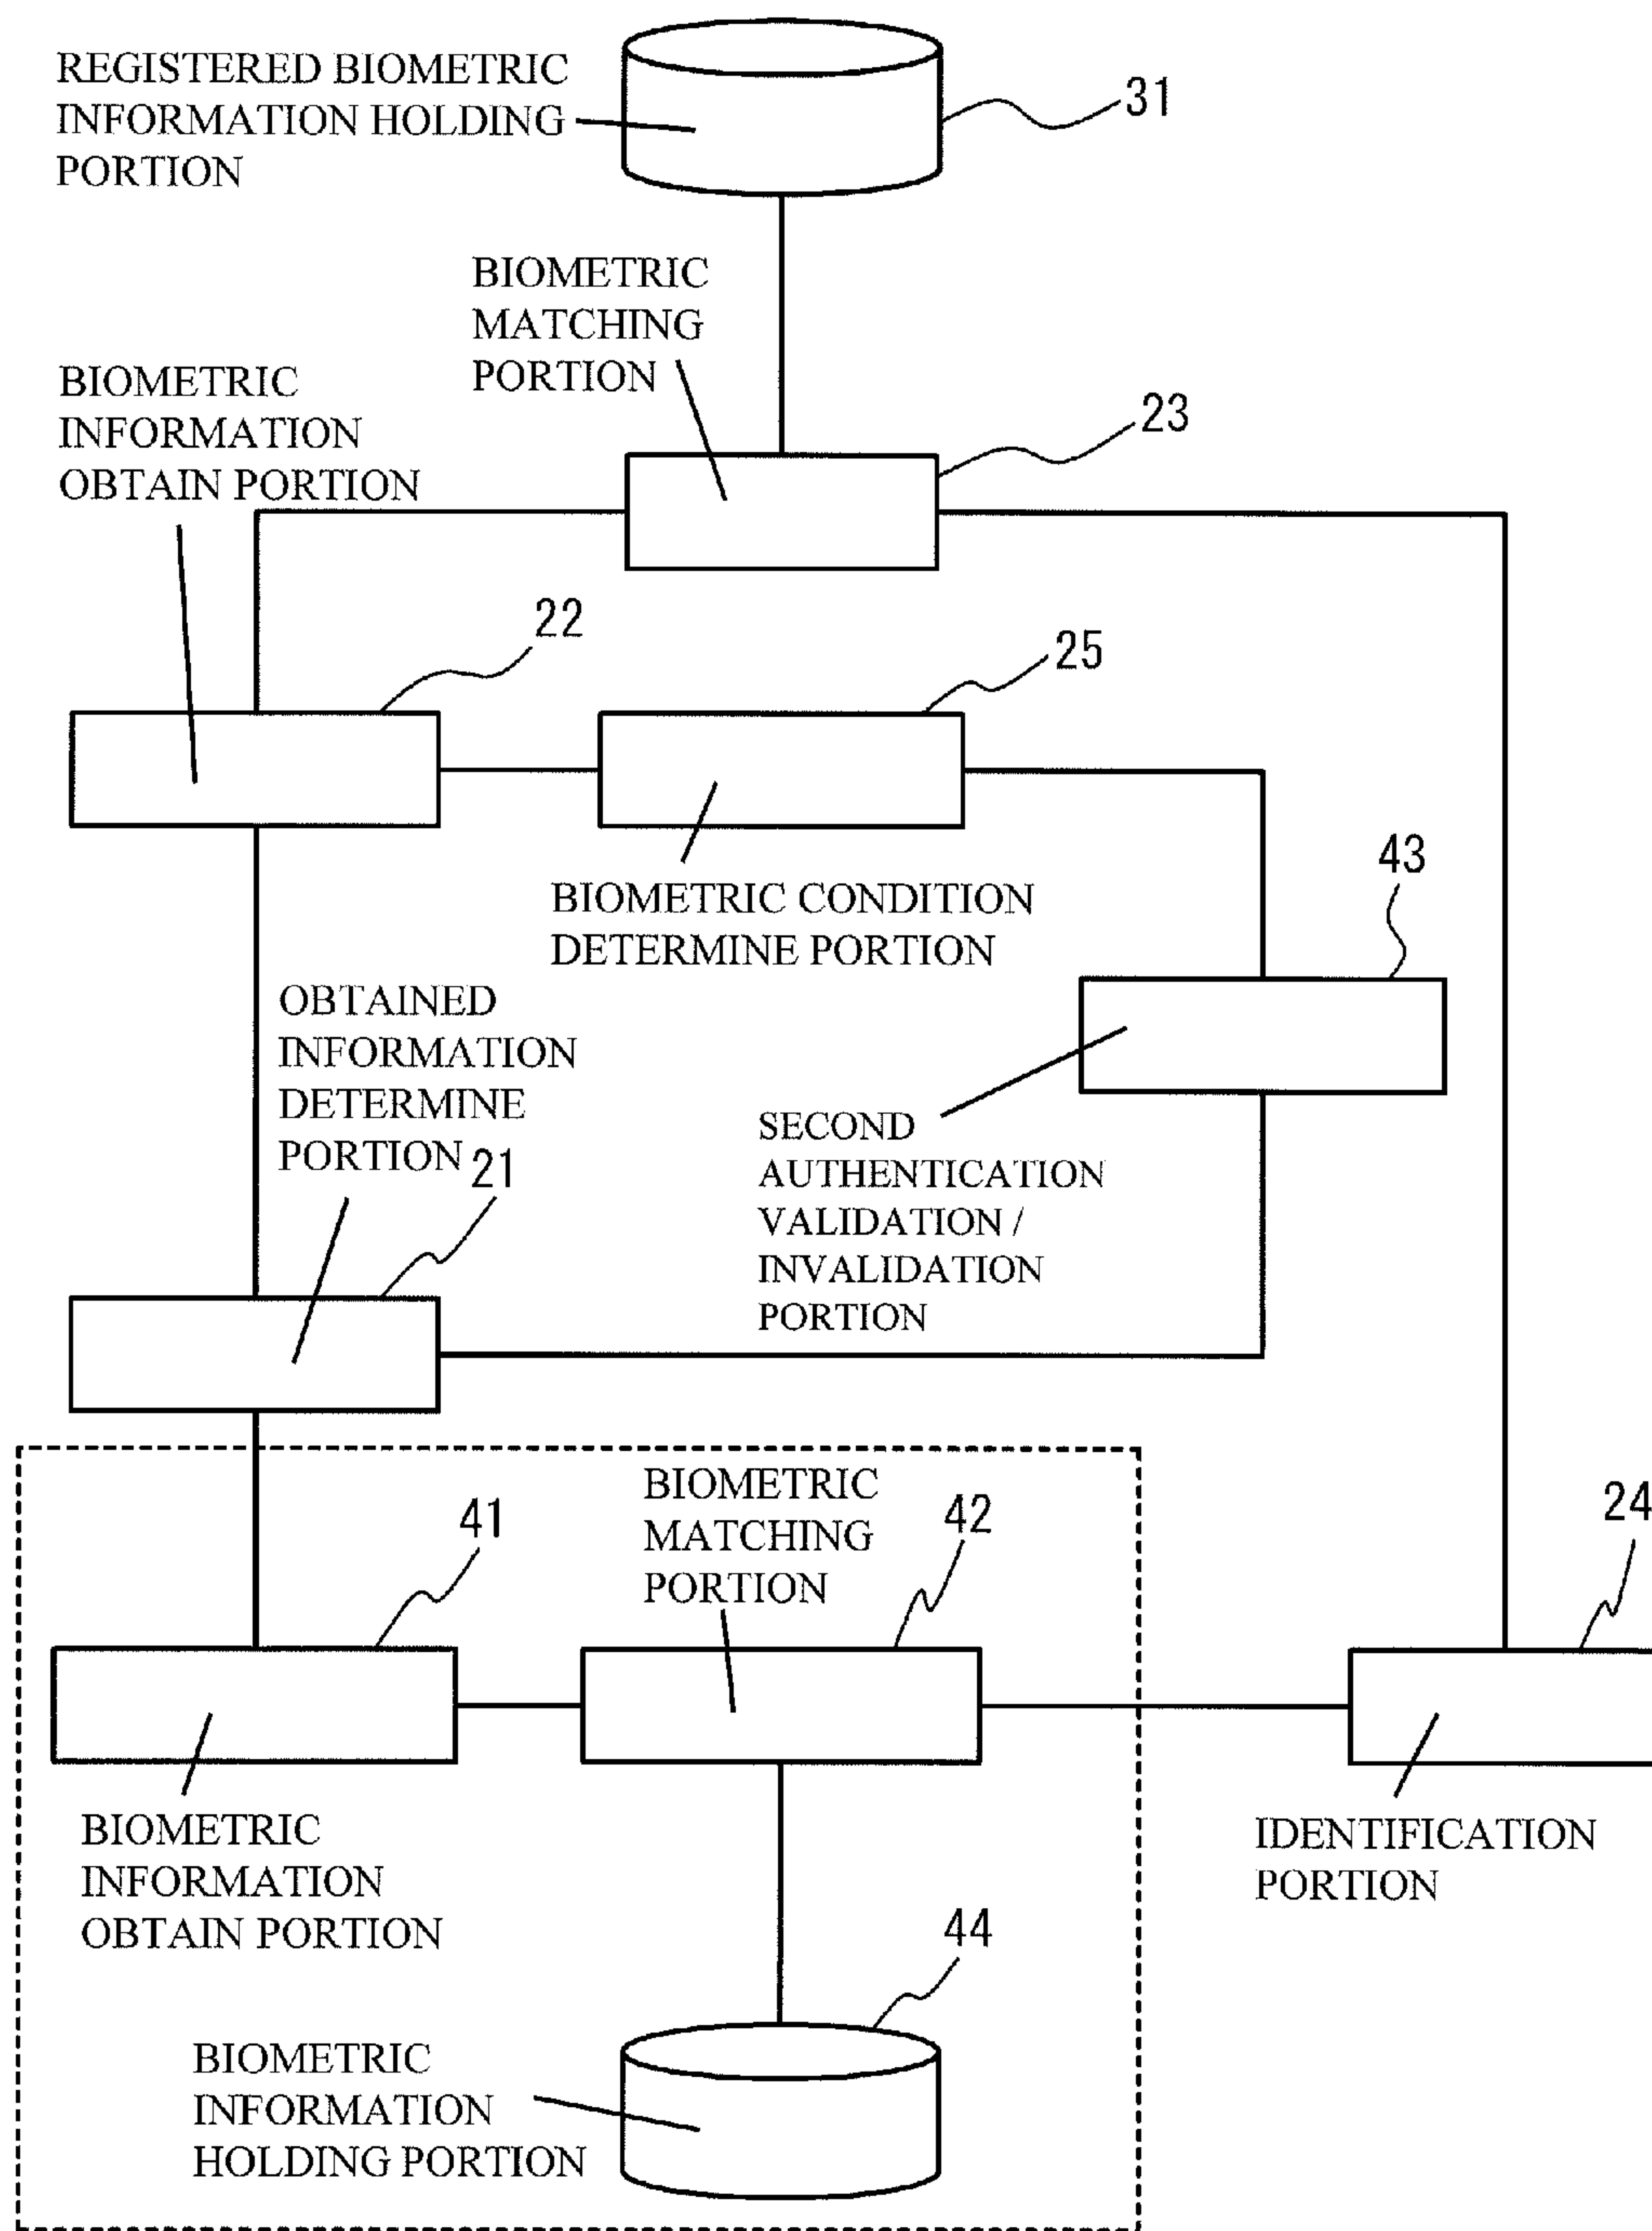 REGISTERED BIOMETRIC
INFORMATION HOLDING
PORTION
31
BIOMETRIC
MATCHING
PORTION
23
BIOMETRIC
INFORMATION
OBTAIN PORTION
22
25
BIOMETRIC CONDITION
DETERMINE PORTION
43
OBTAINED
INFORMATION
DETERMINE
PORTION
21
SECOND
AUTHENTICATION
VALIDATION /
INVALIDATION
PORTION
BIOMETRIC
MATCHING
PORTION
41
42
24
BIOMETRIC
INFORMATION
OBTAIN PORTION
IDENTIFICATION
PORTION
44
BIOMETRIC
INFORMATION
HOLDING PORTION